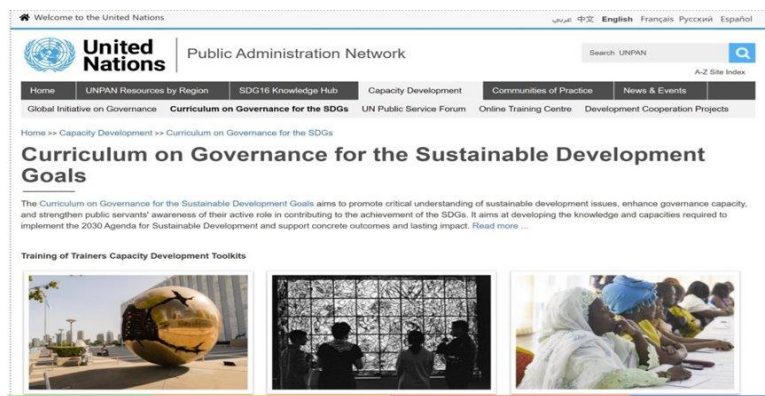 Welcome to the United Nations
عربي 中文 English Français Русский Español
United
Nations
Public Administration Network
Search UNPAN
A-Z Site Index
Home UNPAN Resources by Region SDG16 Knowledge Hub Capacity Development Communities of Practice News & Events
Global Initiative on Governance Curriculum on Governance for the SDGs UN Public Service Forum Online Training Centre Development Cooperation Projects
Home >> Capacity Development >> Curriculum on Governance for the SDGs
Curriculum on Governance for the Sustainable Development
Goals
The Curriculum on Governance for the Sustainable Development Goals aims to promote critical understanding of sustainable development issues, enhance governance capacity,
and strengthen public servants' awareness of their active role in contributing to the achievement of the SDGs. It aims at developing the knowledge and capacities required to
implement the 2030 Agenda for Sustainable Development and support concrete outcomes and lasting impact. Read more ...
Training of Trainers Capacity Development Toolkits